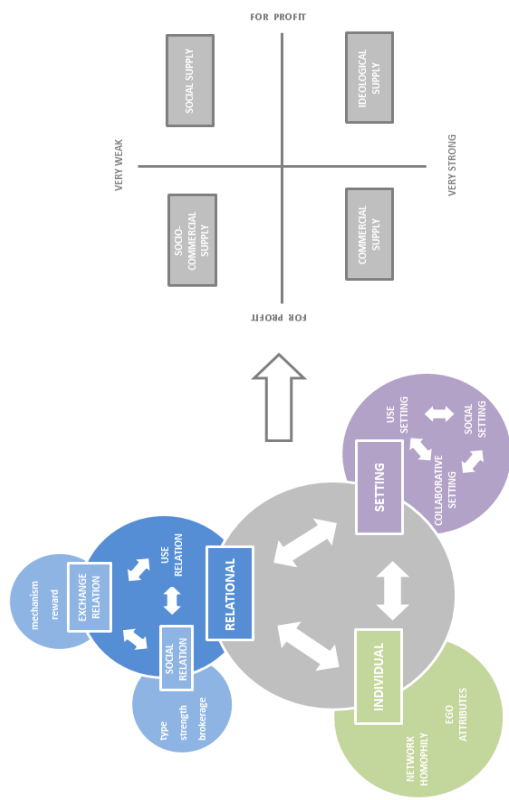 mechanism
reward
EXCHANGE
RELATION
type
strength
brokerage
SOCIAL
RELATION
USE
RELATION
RELATIONAL
INDIVIDUAL
NETWORK
HOMOPHILY
EGO
ATTRIBUTES
SETTING
USE
SETTING
COLLABORATIVE
SETTING
SOCIAL
SETTING
VERY WEAK
SOCIO-
COMMERCIAL
SUPPLY
SOCIAL SUPPLY
FOR PROFIT
FOR PROFIT
COMMERCIAL
SUPPLY
IDEOLOGICAL
SUPPLY
VERY STRONG